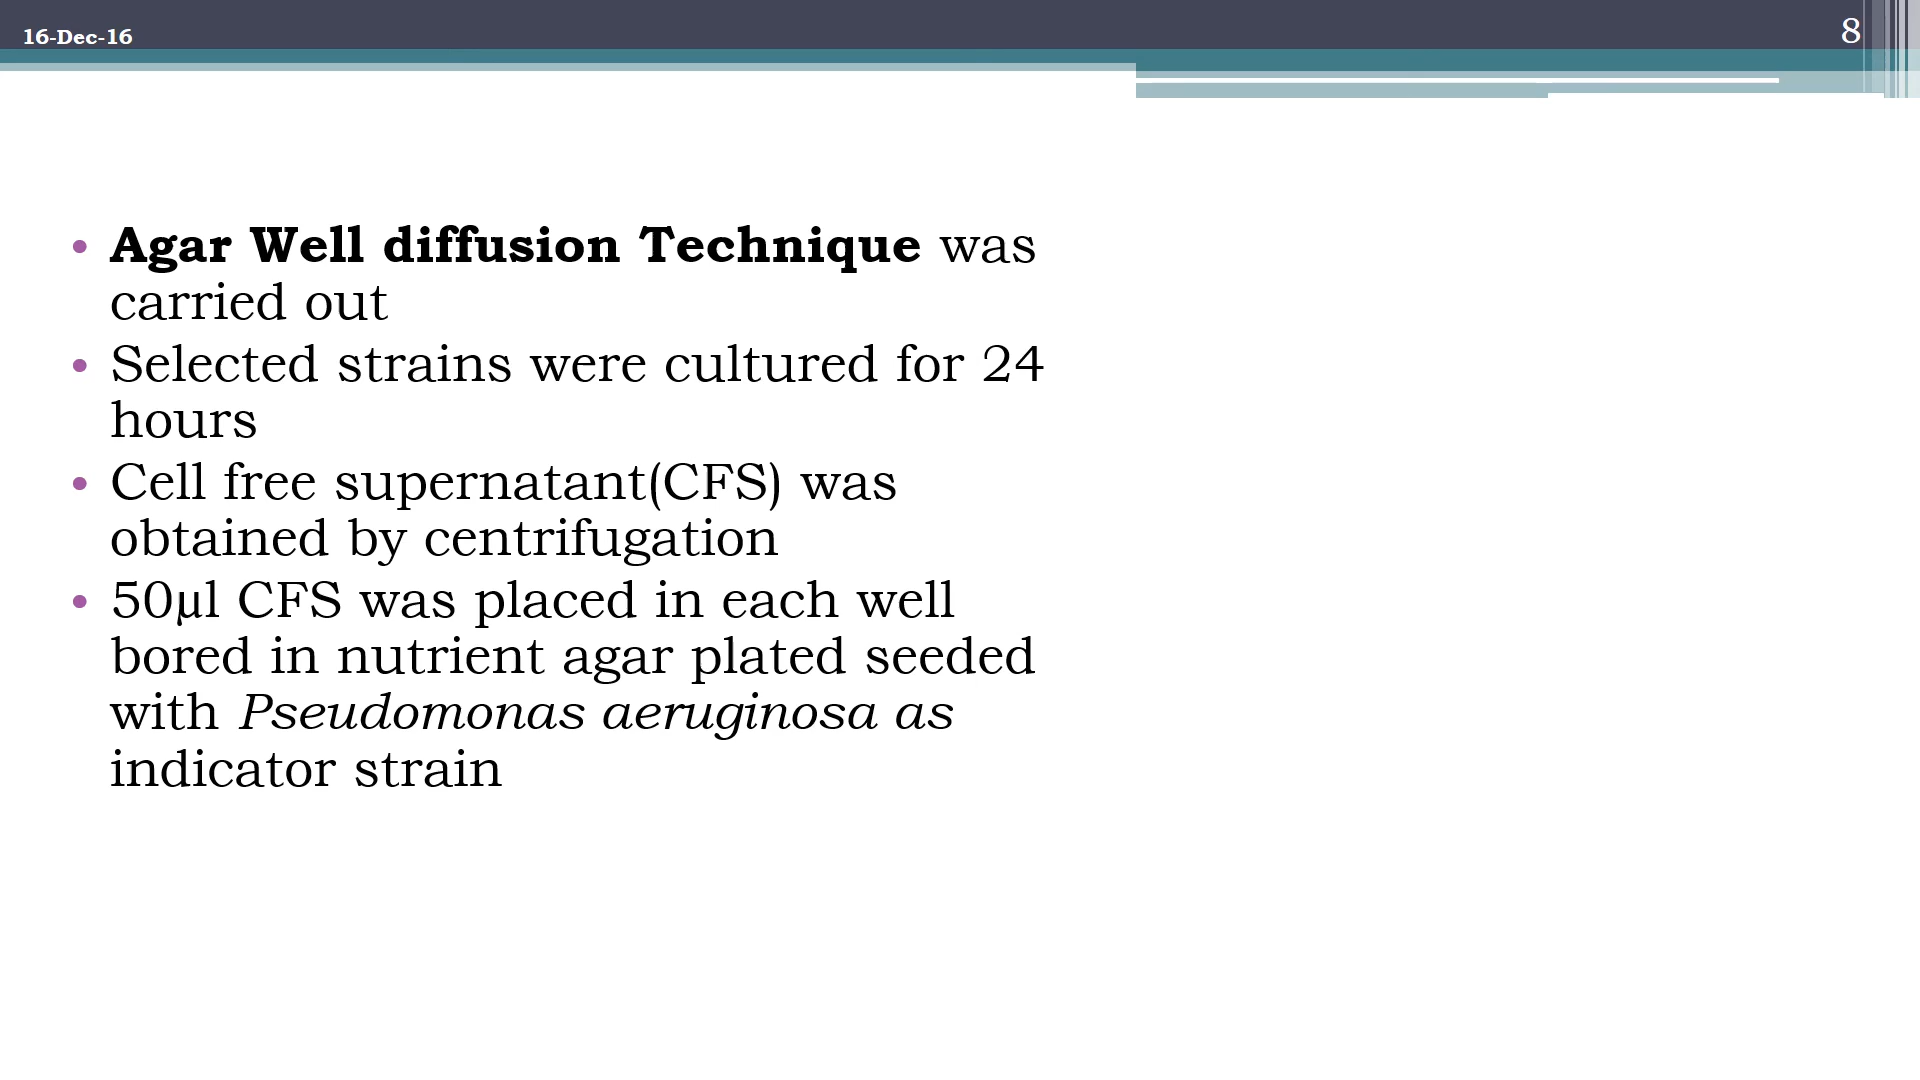 16-Dec-16
8
• Agar Well diffusion Technique was
carried out
• Selected strains were cultured for 24
hours
• Cell free supernatant(CFS) was
obtained by centrifugation
• 50µl CFS was placed in each well
bored in nutrient agar plated seeded
with Pseudomonas aeruginosa as
indicator strain